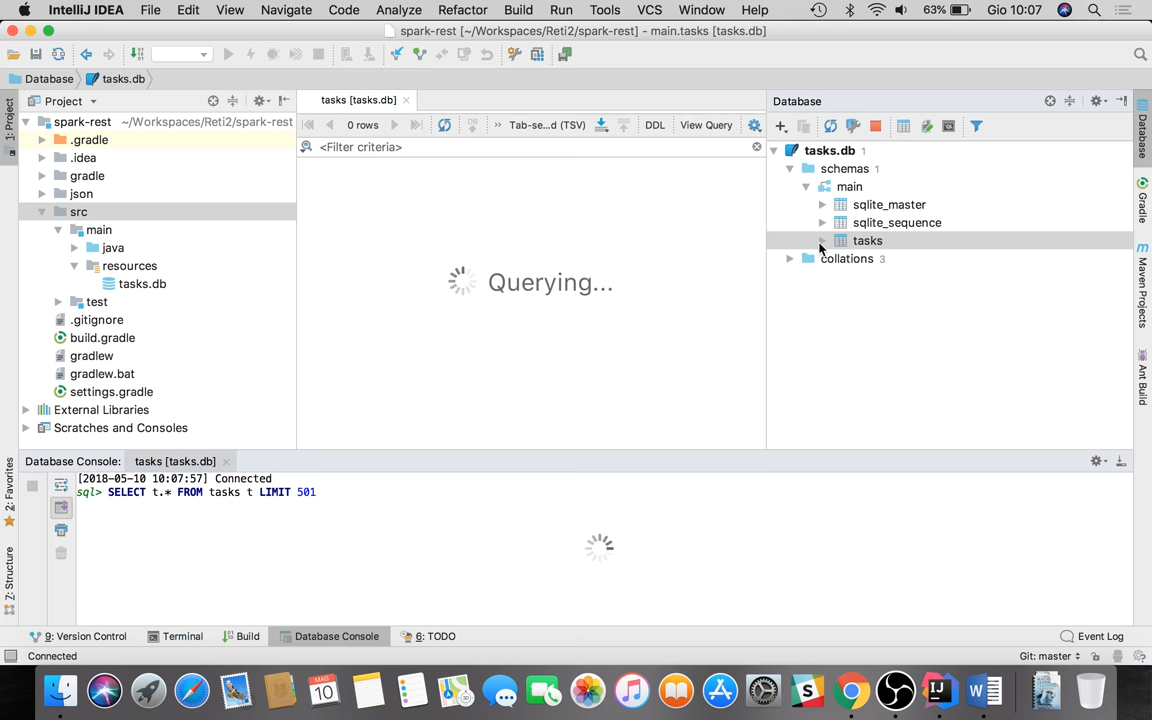 IntelliJ IDEA File Edit View Navigate Code Analyze Refactor Build Run Tools VCS Window Help 63% Gio 10:07
spark-rest [~/Workspaces/Reti2/spark-rest] - main.tasks [tasks.db]
Database tasks.db
1: Project
2: Favorites
Z: Structure
Project
spark-rest ~/Workspaces/Reti2/spark-rest
.gradle
.idea
gradle
json
src
main
java
resources
tasks.db
test
.gitignore
build.gradle
gradlew
gradlew.bat
settings.gradle
External Libraries
Scratches and Consoles
tasks [tasks.db]
0 rows DB Tab-se...d (TSV) DDL View Query
<Filter criteria>
Querying...
Database
tasks.db 1
schemas 1
main
sqlite_master
sqlite_sequence
tasks
collations 3
Database
Gradle
Maven Projects
Ant Build
Database Console: tasks [tasks.db]
[2018-05-10 10:07:57] Connected
sql> SELECT t.* FROM tasks t LIMIT 501
9: Version Control Terminal Build Database Console 6: TODO Event Log
Connected Git: master
MAG
10